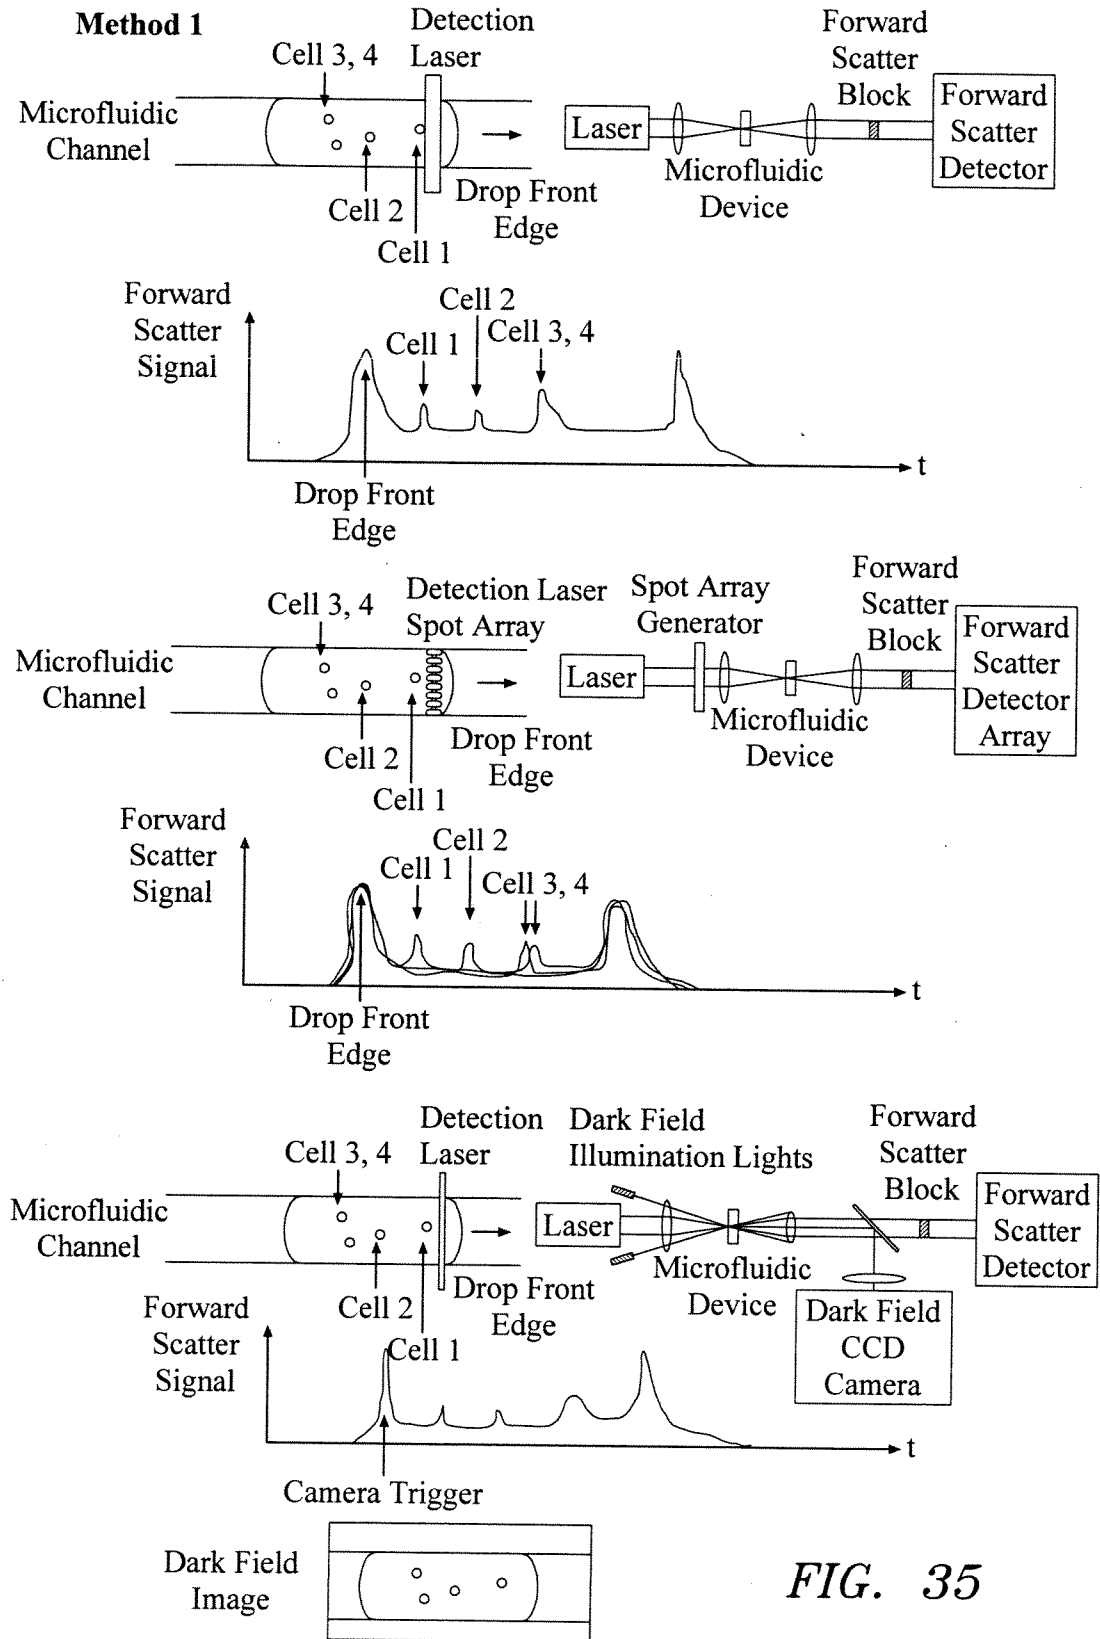 Method 1
Cell 3, 4
Detection
Laser
Microfluidic
Channel
Cell 2
Cell 1
Drop Front
Edge
Laser
Microfluidic
Device
Forward
Scatter
Block
Forward
Scatter
Detector
Forward
Scatter
Signal
Cell 1
Cell 2
Cell 3, 4
t
Drop Front
Edge
Cell 3, 4
Detection Laser
Spot Array
Microfluidic
Channel
Cell 2
Cell 1
Drop Front
Edge
Spot Array
Generator
Laser
Microfluidic
Device
Forward
Scatter
Block
Forward
Scatter
Detector
Array
Forward
Scatter
Signal
Cell 1
Cell 2
Cell 3, 4
t
Drop Front
Edge
Cell 3, 4
Detection
Laser
Microfluidic
Channel
Cell 2
Cell 1
Drop Front
Edge
Dark Field
Illumination Lights
Laser
Microfluidic
Device
Forward
Scatter
Block
Forward
Scatter
Detector
Dark Field
CCD
Camera
Forward
Scatter
Signal
t
Camera Trigger
Dark Field
Image
FIG. 35